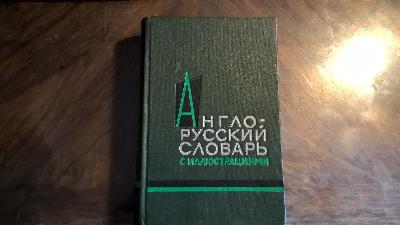 Англо-
русский
словарь
с иллюстрациями